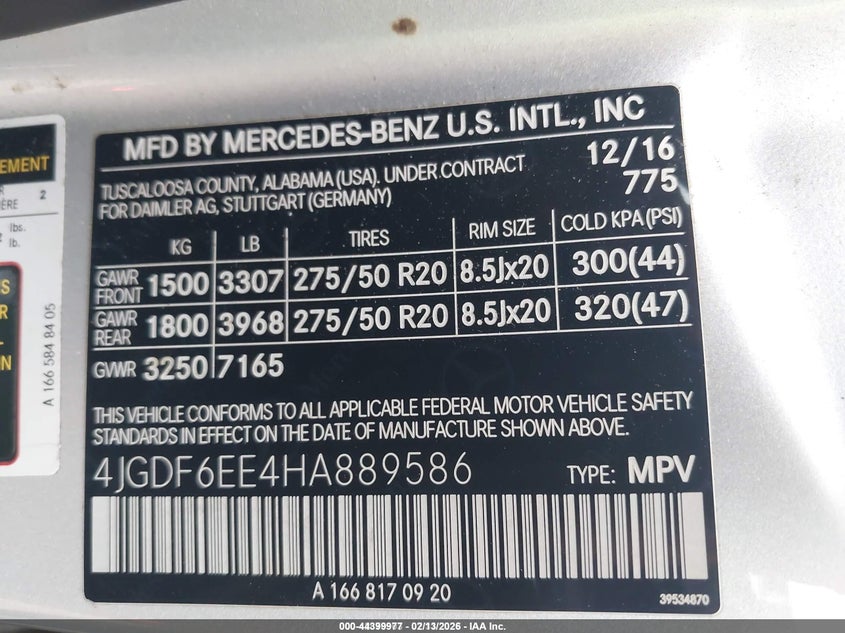 EMENT
2
lbs.
lb.
A 166 584 84 05
MFD BY MERCEDES-BENZ U.S. INTL., INC
TUSCALOOSA COUNTY, ALABAMA (USA). UNDER CONTRACT
FOR DAIMLER AG, STUTTGART (GERMANY)
12/16
775
KG LB TIRES RIM SIZE COLD KPA (PSI)
GAWR FRONT 1500 3307 275/50 R20 8.5Jx20 300(44)
GAWR REAR 1800 3968 275/50 R20 8.5Jx20 320(47)
GVWR 3250 7165
THIS VEHICLE CONFORMS TO ALL APPLICABLE FEDERAL MOTOR VEHICLE SAFETY
STANDARDS IN EFFECT ON THE DATE OF MANUFACTURE SHOWN ABOVE.
4JGDF6EE4HA889586 TYPE: MPV
A 166 817 09 20
39534870
000-44399977 - 02/13/2026 - IAA Inc.